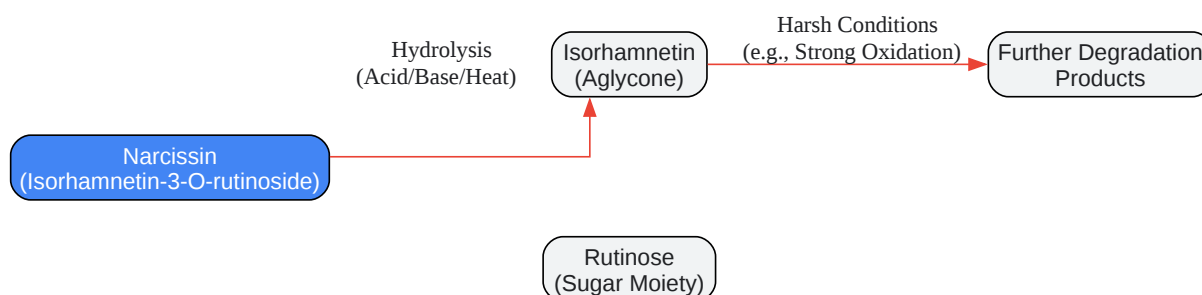 Hydrolysis
(Acid/Base/Heat)
Isorhamnetin
(Aglycone)
Harsh Conditions
(e.g., Strong Oxidation)
Further Degradation
Products
Narcissin
(Isorhamnetin-3-O-rutinoside)
Rutinose
(Sugar Moiety)